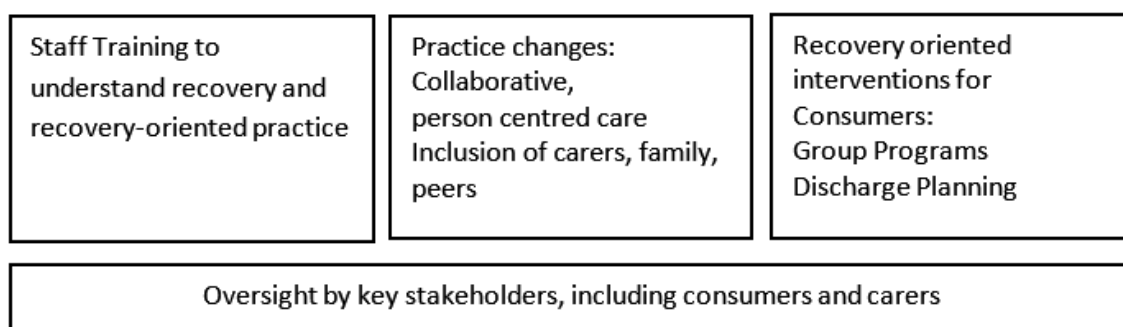 Staff Training to
understand recovery and
recovery-oriented practice
Practice changes:
Collaborative,
person centred care
Inclusion of carers, family,
peers
Recovery oriented
interventions for
Consumers:
Group Programs
Discharge Planning
Oversight by key stakeholders, including consumers and carers